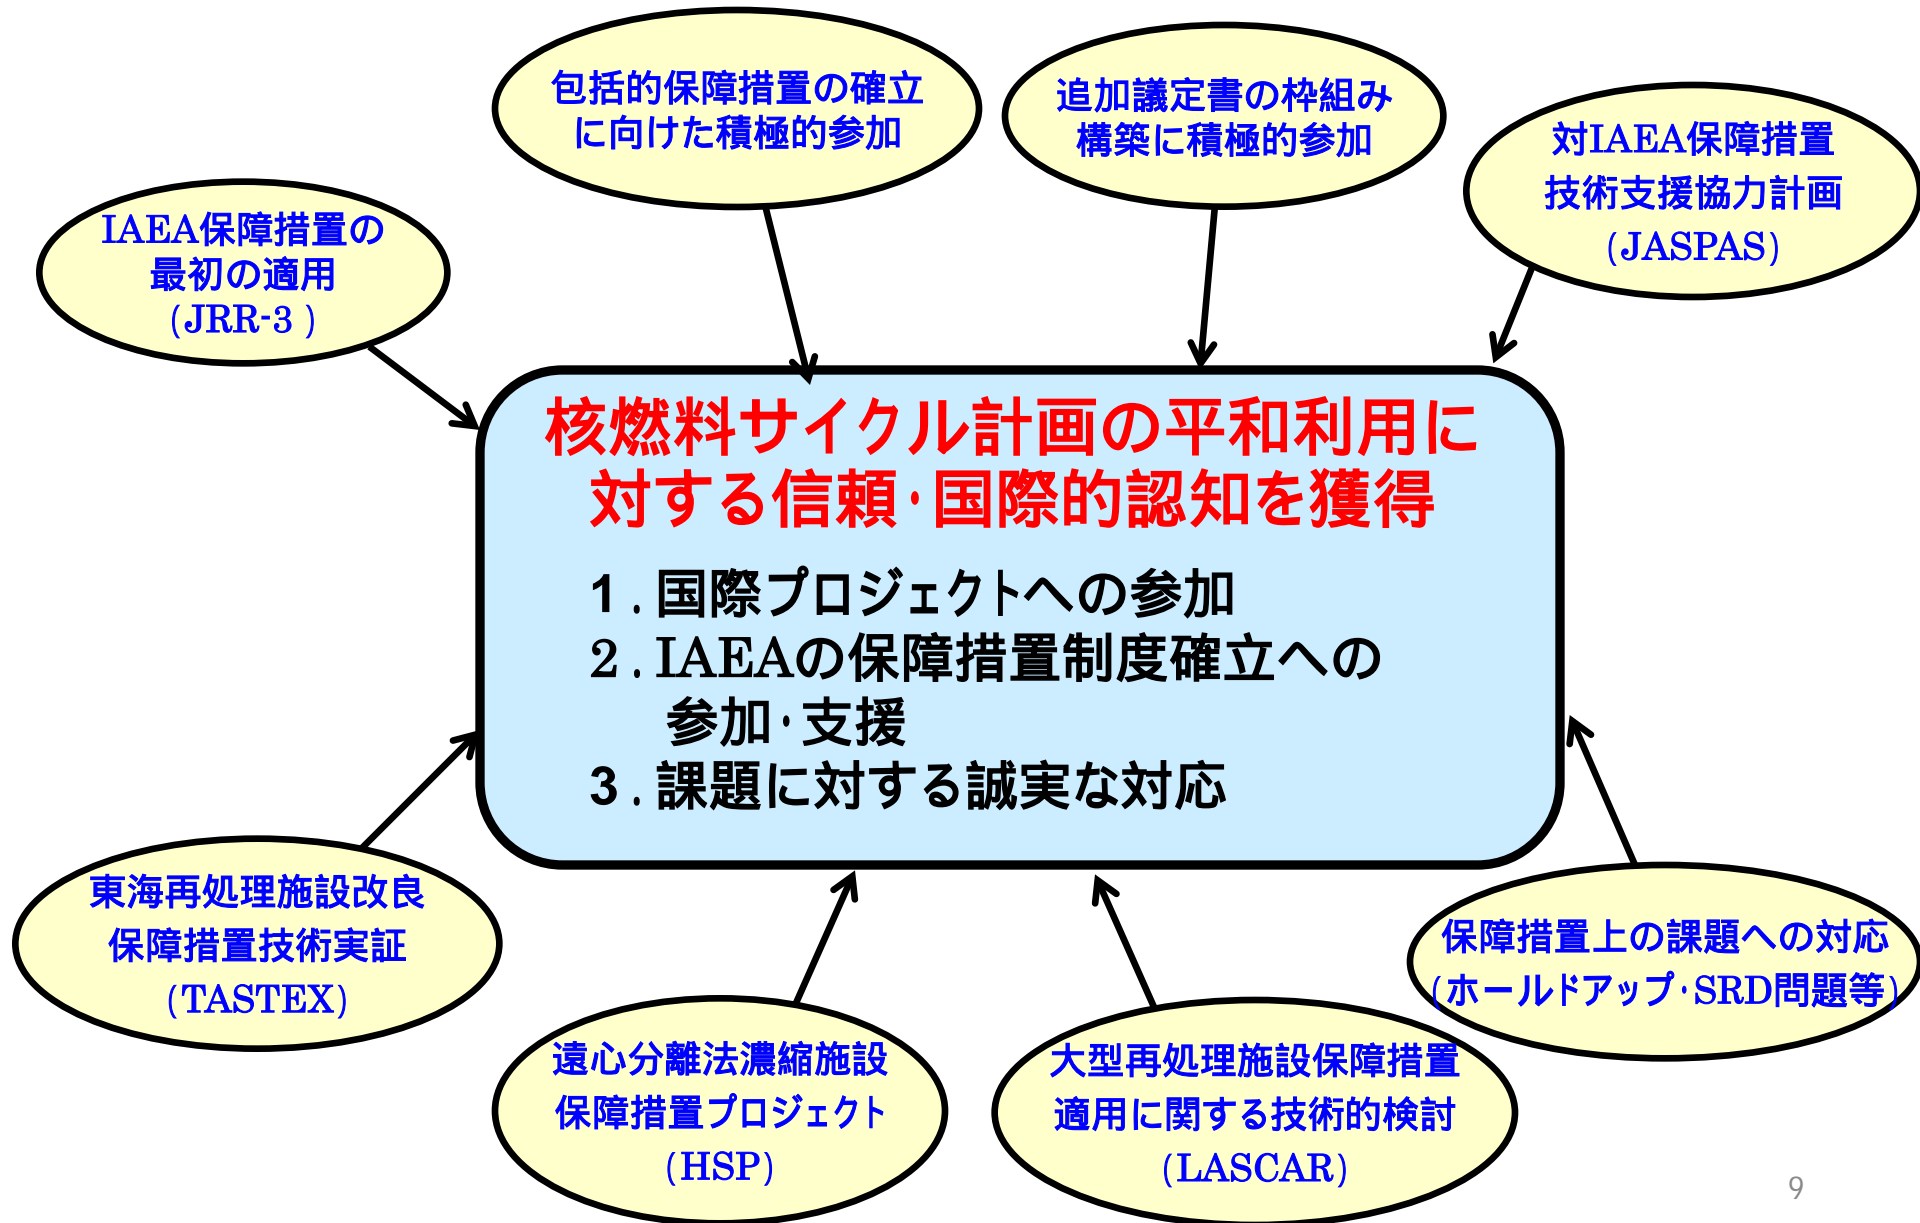 包括的保障措置の確立
に向けた積極的参加
追加議定書の枠組み
構築に積極的参加
対IAEA保障措置
技術支援協力計画
(JASPAS)
IAEA保障措置の
最初の適用
(JRR-3 )
核燃料サイクル計画の平和利用に
対する信頼・国際的認知を獲得
1.国際プロジェクトへの参加
2.IAEAの保障措置制度確立への
参加・支援
3.課題に対する誠実な対応
東海再処理施設改良
保障措置技術実証
(TASTEX)
遠心分離法濃縮施設
保障措置プロジェクト
(HSP)
大型再処理施設保障措置
適用に関する技術的検討
(LASCAR)
保障措置上の課題への対応
(ホールドアップ・SRD問題等)
9